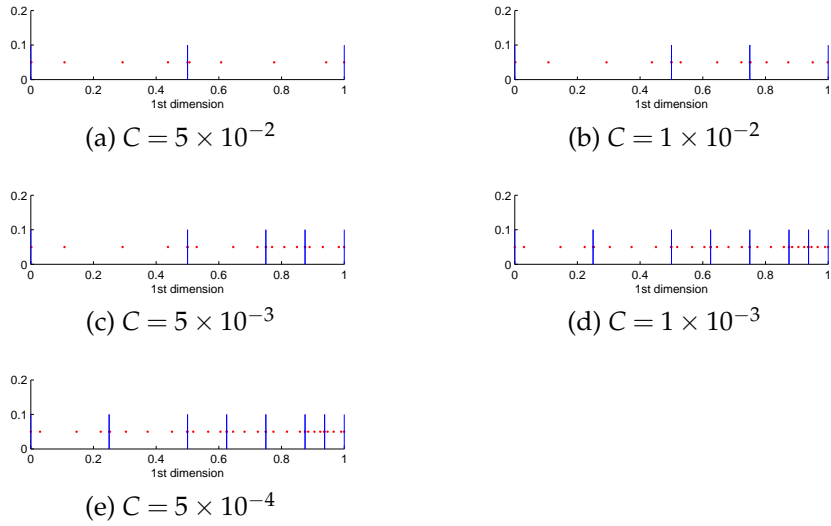 0.2
0.1
0
0 0.2 0.4 0.6 0.8 1
1st dimension
(a) C = 5 × 10⁻²
0.2
0.1
0
0 0.2 0.4 0.6 0.8 1
1st dimension
(b) C = 1 × 10⁻²
0.2
0.1
0
0 0.2 0.4 0.6 0.8 1
1st dimension
(c) C = 5 × 10⁻³
0.2
0.1
0
0 0.2 0.4 0.6 0.8 1
1st dimension
(d) C = 1 × 10⁻³
0.2
0.1
0
0 0.2 0.4 0.6 0.8 1
1st dimension
(e) C = 5 × 10⁻⁴